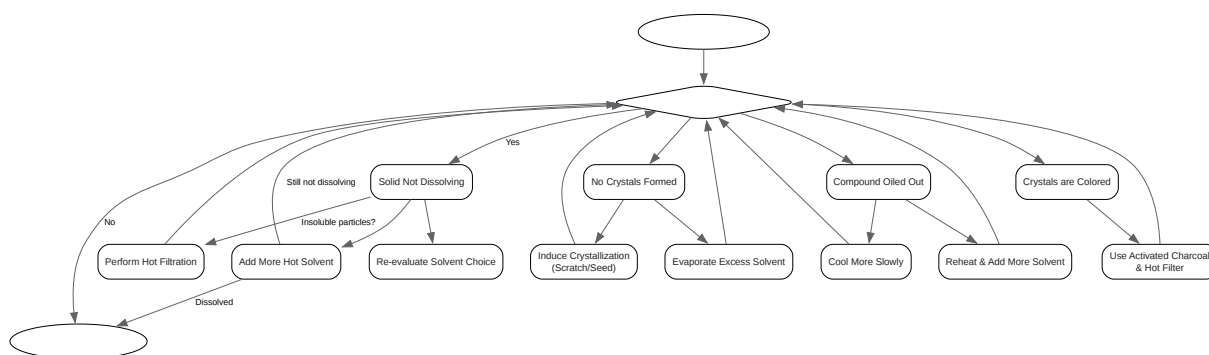 Yes
Solid Not Dissolving
No Crystals Formed
Compound Oiled Out
Crystals are Colored
Still not dissolving
No
Insoluble particles?
Perform Hot Filtration
Add More Hot Solvent
Re-evaluate Solvent Choice
Induce Crystallization
(Scratch/Seed)
Evaporate Excess Solvent
Cool More Slowly
Reheat & Add More Solvent
Use Activated Charcoal
& Hot Filter
Dissolved